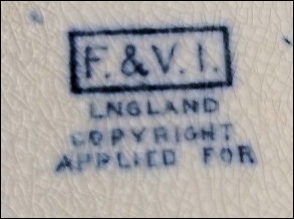 F. & V. I.
ENGLAND
COPYRIGHT
APPLIED FOR